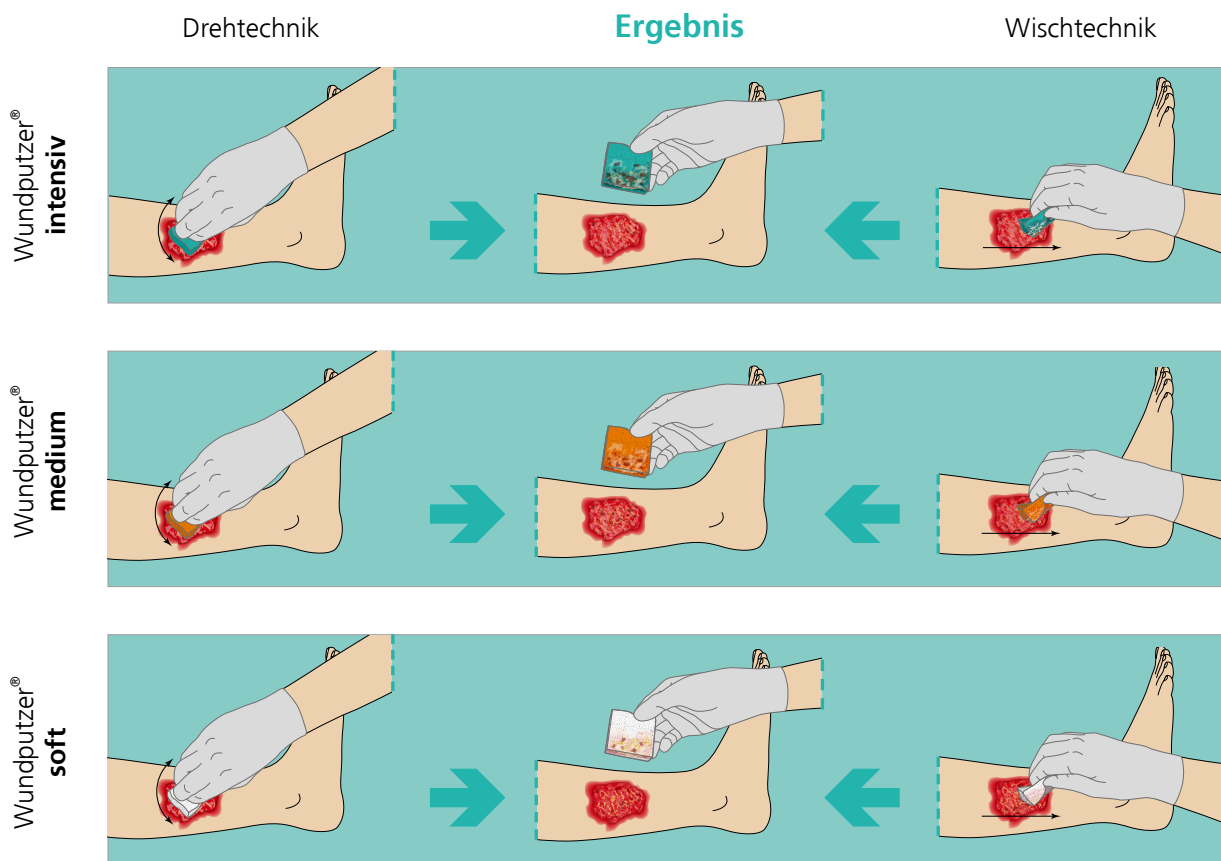 Drehtechnik
Ergebnis
Wischtechnik
Wundputzer®
intensiv
Wundputzer®
medium
Wundputzer®
soft